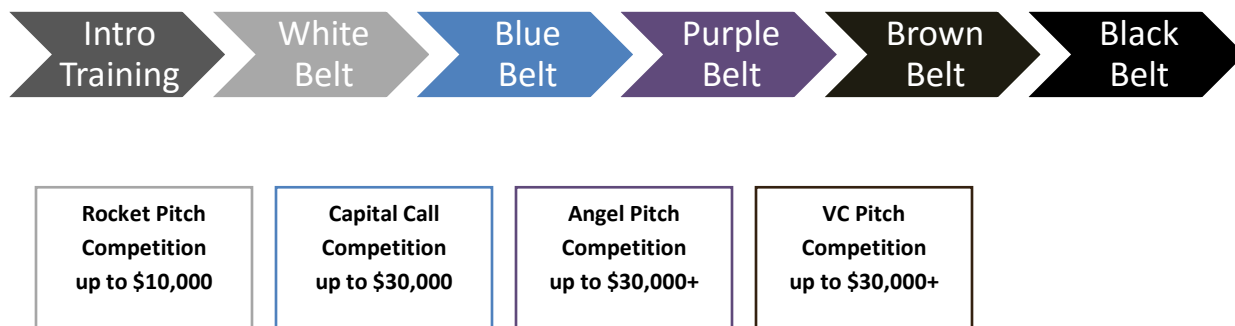 Intro
Training
White
Belt
Blue
Belt
Purple
Belt
Brown
Belt
Black
Belt
Rocket Pitch
Competition
up to $10,000
Capital Call
Competition
up to $30,000
Angel Pitch
Competition
up to $30,000+
VC Pitch
Competition
up to $30,000+